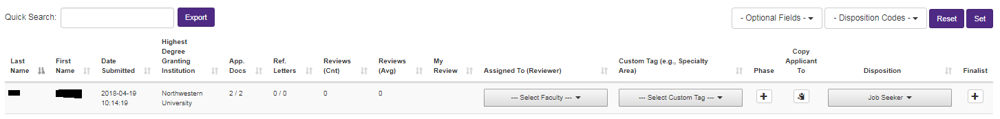 Quick Search: Export - Optional Fields - - Disposition Codes - Reset Set
Last Name First Name Date Submitted Highest Degree Granting Institution App. Docs Ref. Letters Reviews (Cnt) Reviews (Avg) My Review Assigned To (Reviewer) Custom Tag (e.g., Specialty Area) Phase Copy Applicant To Disposition Finalist
2018-04-19 10:14:19 Northwestern University 2 / 2 0 / 0 0 0 --- Select Faculty --- --- Select Custom Tag --- Job Seeker